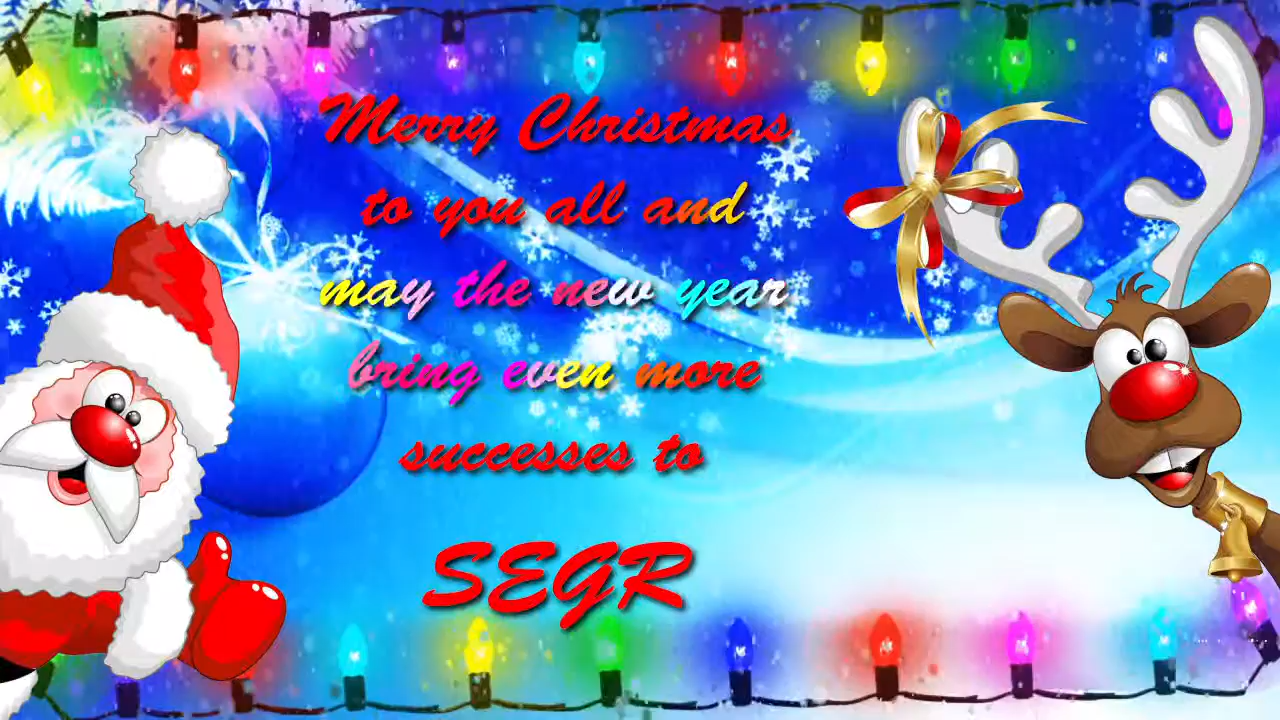 Merry Christmas
to you all and
may the new year
bring even more
successes to
SEGR